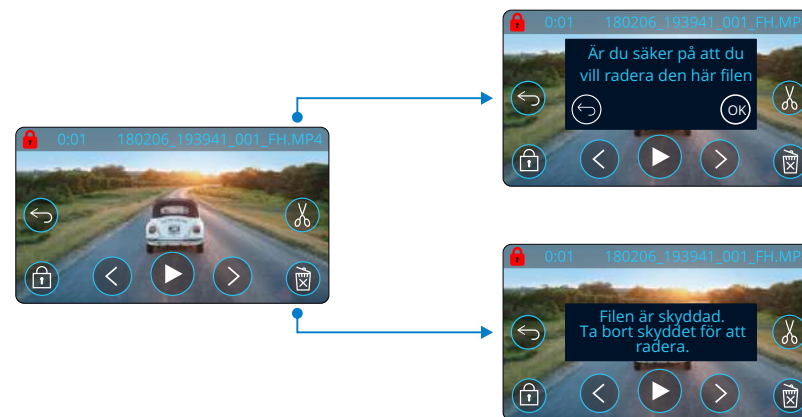 0:01 180206_193941_001_FH.MP4
0:01 180206_193941_001_FH.MP
Är du säker på att du
vill radera den här filen
OK
0:01 180206_193941_001_FH.MP
Filen är skyddad.
Ta bort skyddet för att
radera.